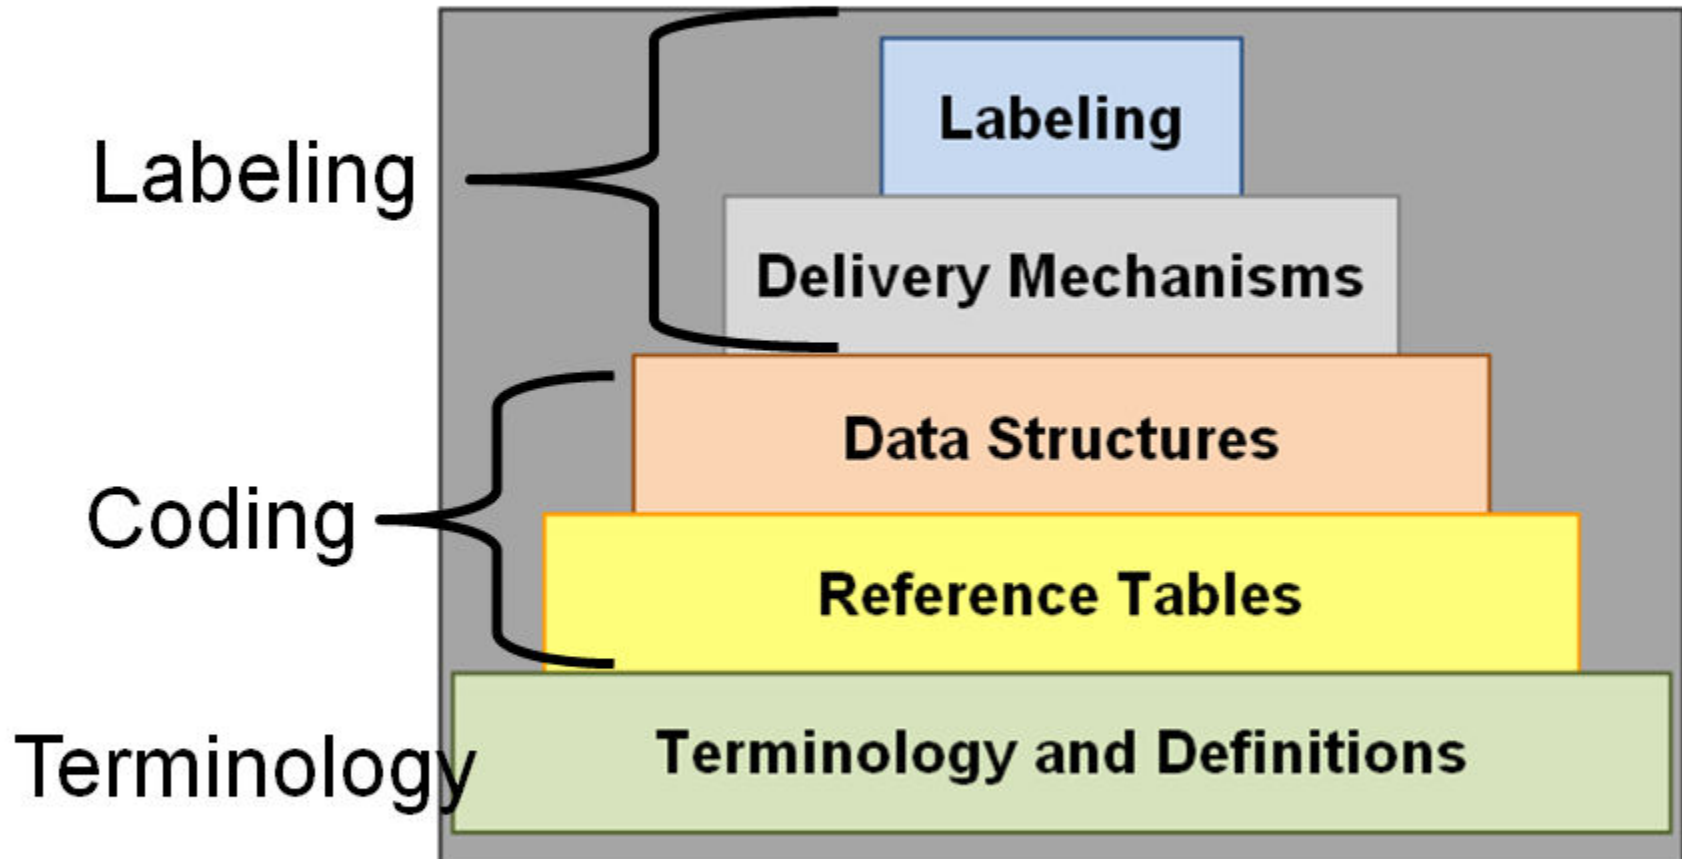 Labeling
Labeling
Delivery Mechanisms
Data Structures
Coding
Reference Tables
Terminology
Terminology and Definitions